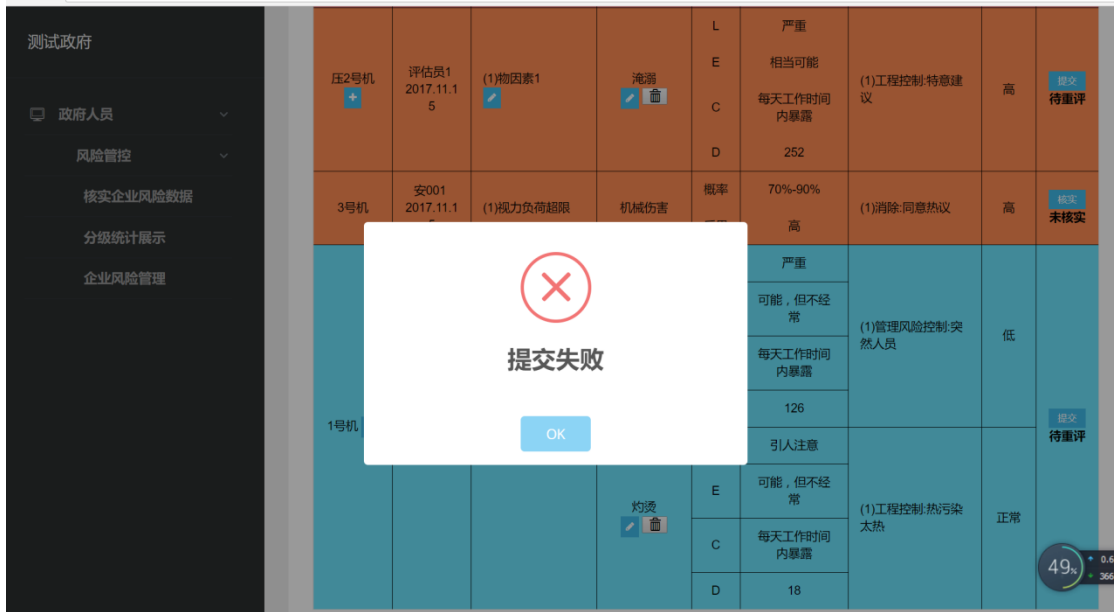 测试政府
政府人员
风险管控
核实企业风险数据
分级统计展示
企业风险管理
压2号机
评估员1
2017.11.1
5
(1)物因素1
淹溺
L
严重
E
相当可能
C
每天工作时间
内暴露
D
252
(1)工程控制:特意建
议
高
提交
待重评
3号机
安001
2017.11.1
(1)视力负荷超限
机械伤害
概率
70%-90%
高
(1)消除:同意热议
高
核实
未核实
提交失败
OK
1号机
严重
可能，但不经
常
每天工作时间
内暴露
126
(1)管理风险控制:突
然人员
低
提交
待重评
灼烫
引人注意
E
可能，但不经
常
C
每天工作时间
内暴露
D
18
(1)工程控制:热污染
太热
正常
49%
0.6
366